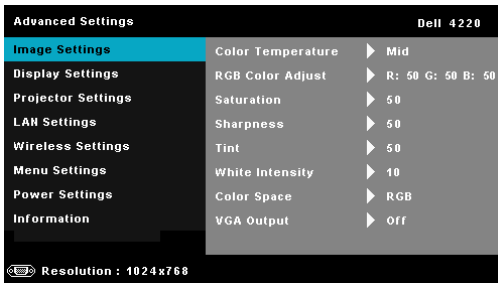 Advanced Settings Dell 4220
Image Settings Color Temperature Mid
Display Settings RGB Color Adjust R: 50 G: 50 B: 50
Projector Settings Saturation 50
LAN Settings Sharpness 50
Wireless Settings Tint 50
Menu Settings White Intensity 10
Power Settings Color Space RGB
Information VGA Output Off
Resolution : 1024x768